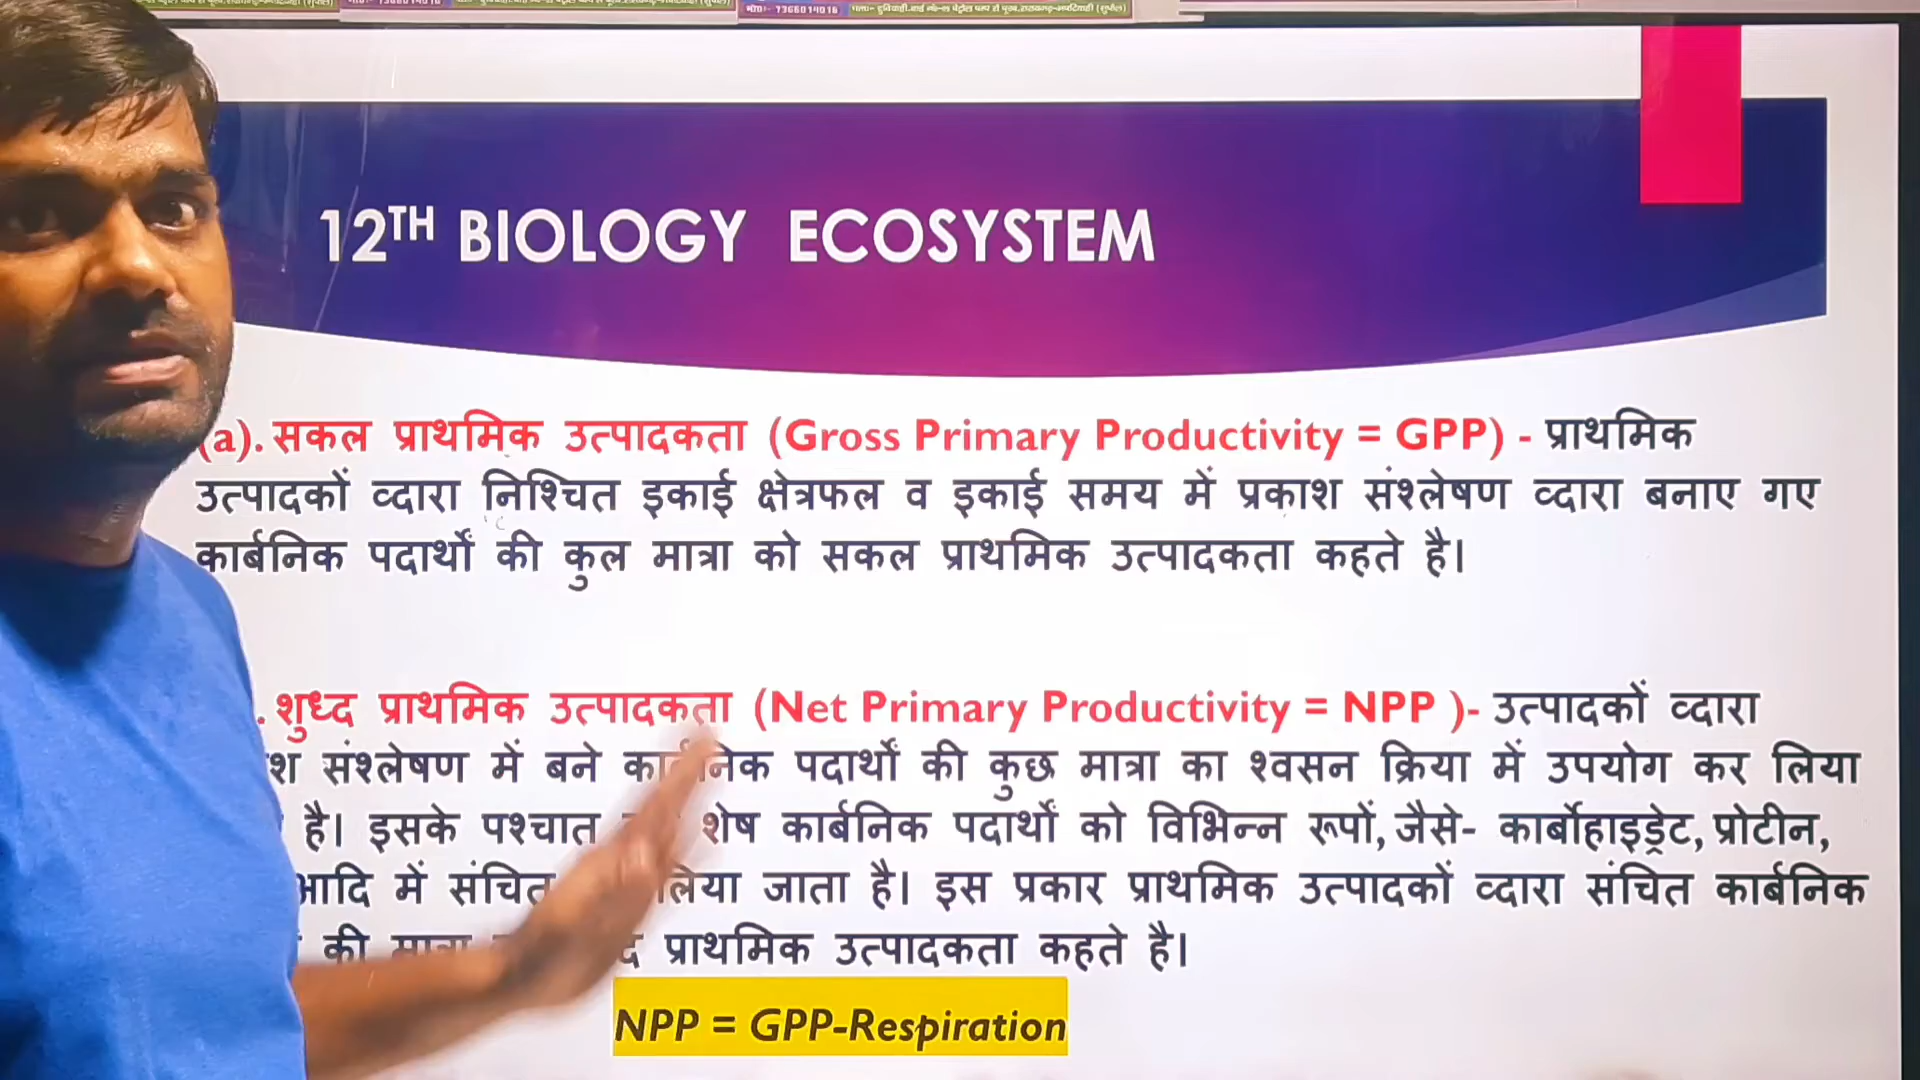 मो०:- 7368014016
12TH BIOLOGY ECOSYSTEM
(a). सकल प्राथमिक उत्पादकता (Gross Primary Productivity = GPP) - प्राथमिक
उत्पादकों व्दारा निश्चित इकाई क्षेत्रफल व इकाई समय में प्रकाश संश्लेषण व्दारा बनाए गए
कार्बनिक पदार्थों की कुल मात्रा को सकल प्राथमिक उत्पादकता कहते है।
. शुध्द प्राथमिक उत्पादकता (Net Primary Productivity = NPP )- उत्पादकों व्दारा
संश्लेषण में बने कार्बनिक पदार्थों की कुछ मात्रा का श्वसन क्रिया में उपयोग कर लिया
है। इसके पश्चात शेष कार्बनिक पदार्थों को विभिन्न रूपों, जैसे- कार्बोहाइड्रेट, प्रोटीन,
आदि में संचित लिया जाता है। इस प्रकार प्राथमिक उत्पादकों व्दारा संचित कार्बनिक
की मात्रा प्राथमिक उत्पादकता कहते है।
NPP = GPP-Respiration